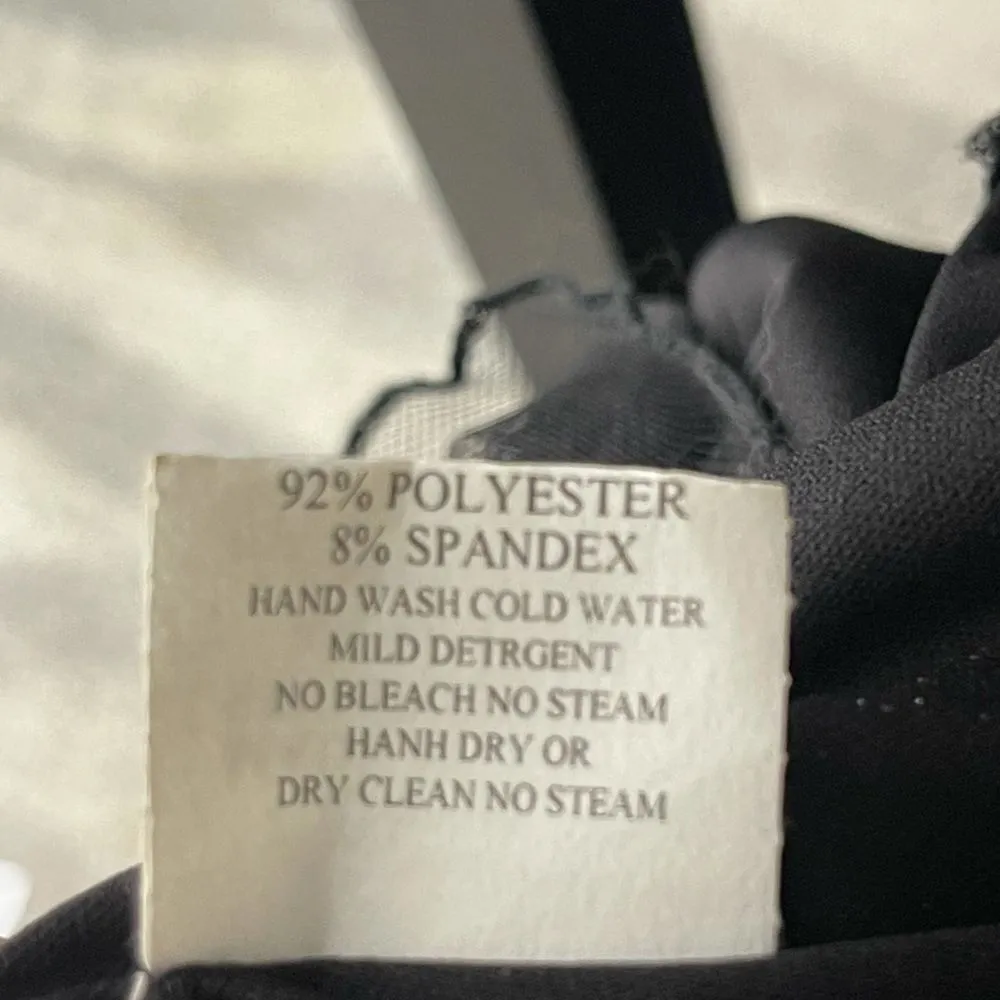 92% POLYESTER
8% SPANDEX
HAND WASH COLD WATER
MILD DETRGENT
NO BLEACH NO STEAM
HANH DRY OR
DRY CLEAN NO STEAM